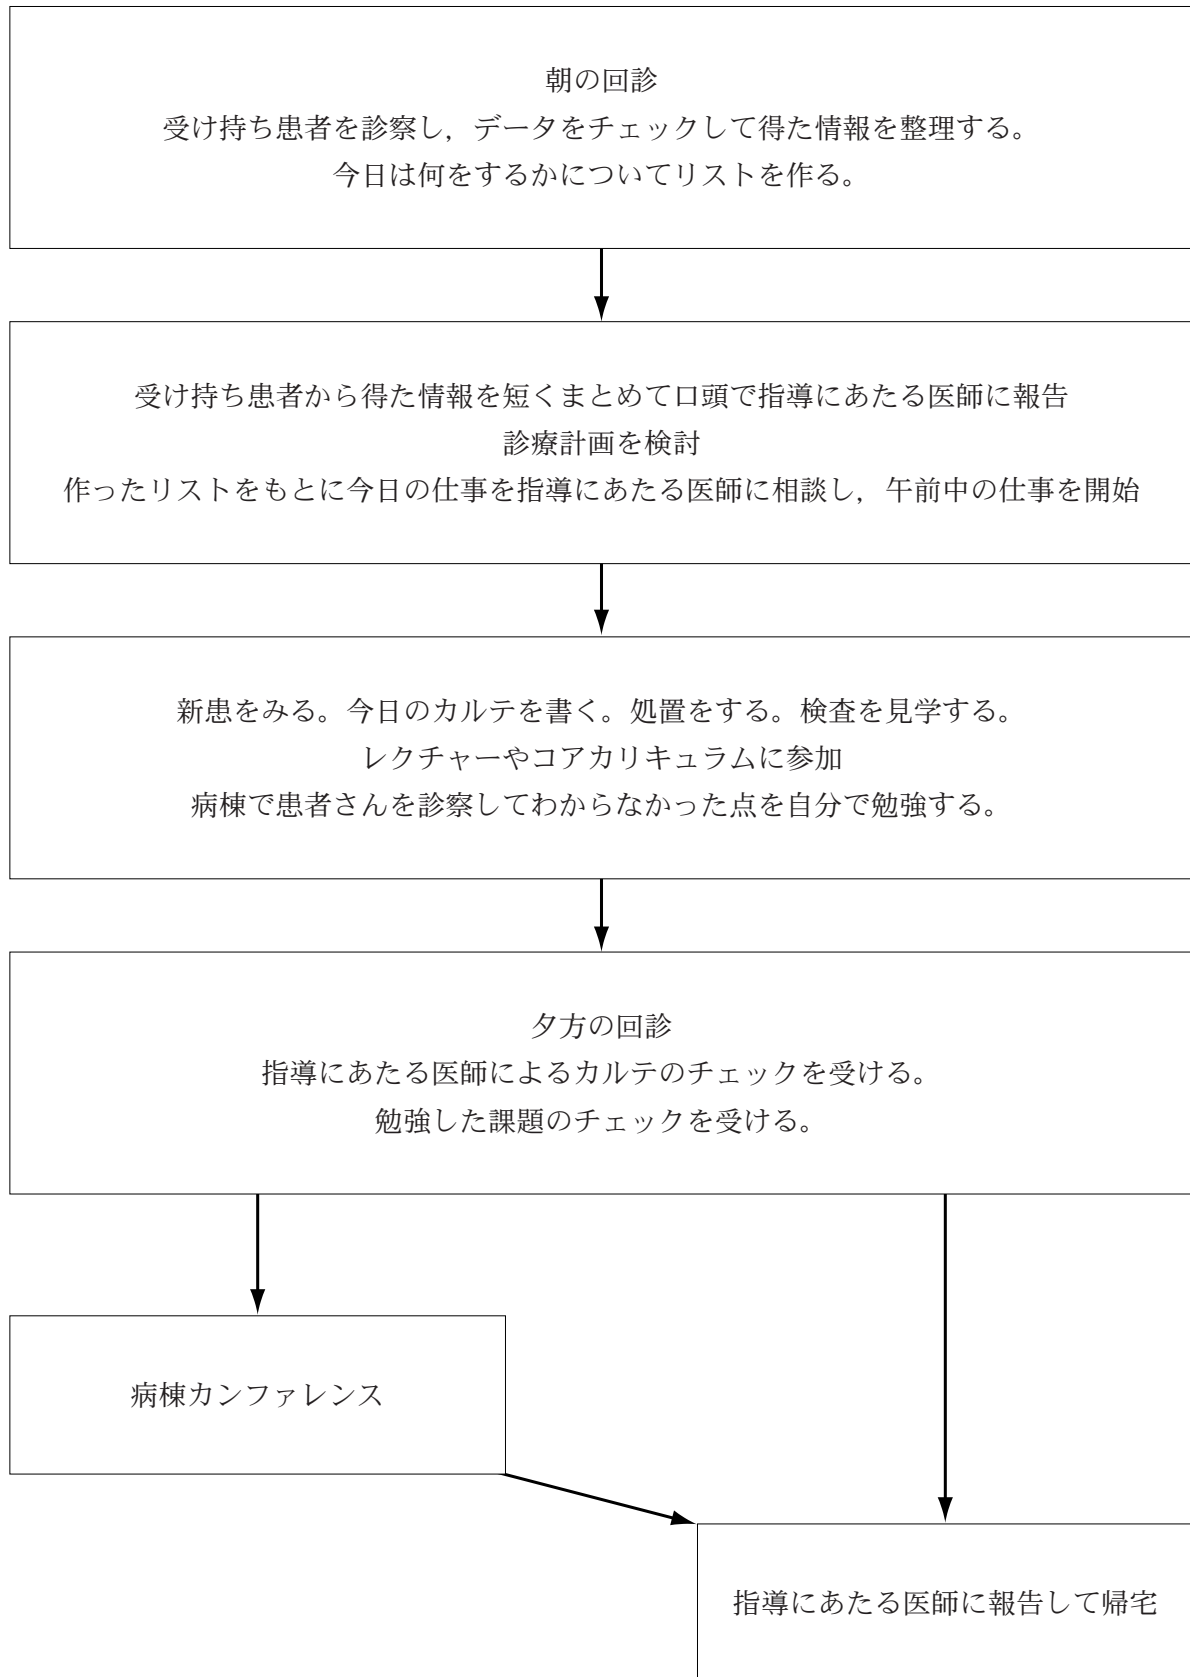 朝の回診
受け持ち患者を診察し，データをチェックして得た情報を整理する。
今日は何をするかについてリストを作る。
受け持ち患者から得た情報を短くまとめて口頭で指導にあたる医師に報告
診療計画を検討
作ったリストをもとに今日の仕事を指導にあたる医師に相談し，午前中の仕事を開始
新患をみる。今日のカルテを書く。処置をする。検査を見学する。
レクチャーやコアカリキュラムに参加
病棟で患者さんを診察してわからなかった点を自分で勉強する。
夕方の回診
指導にあたる医師によるカルテのチェックを受ける。
勉強した課題のチェックを受ける。
病棟カンファレンス
指導にあたる医師に報告して帰宅